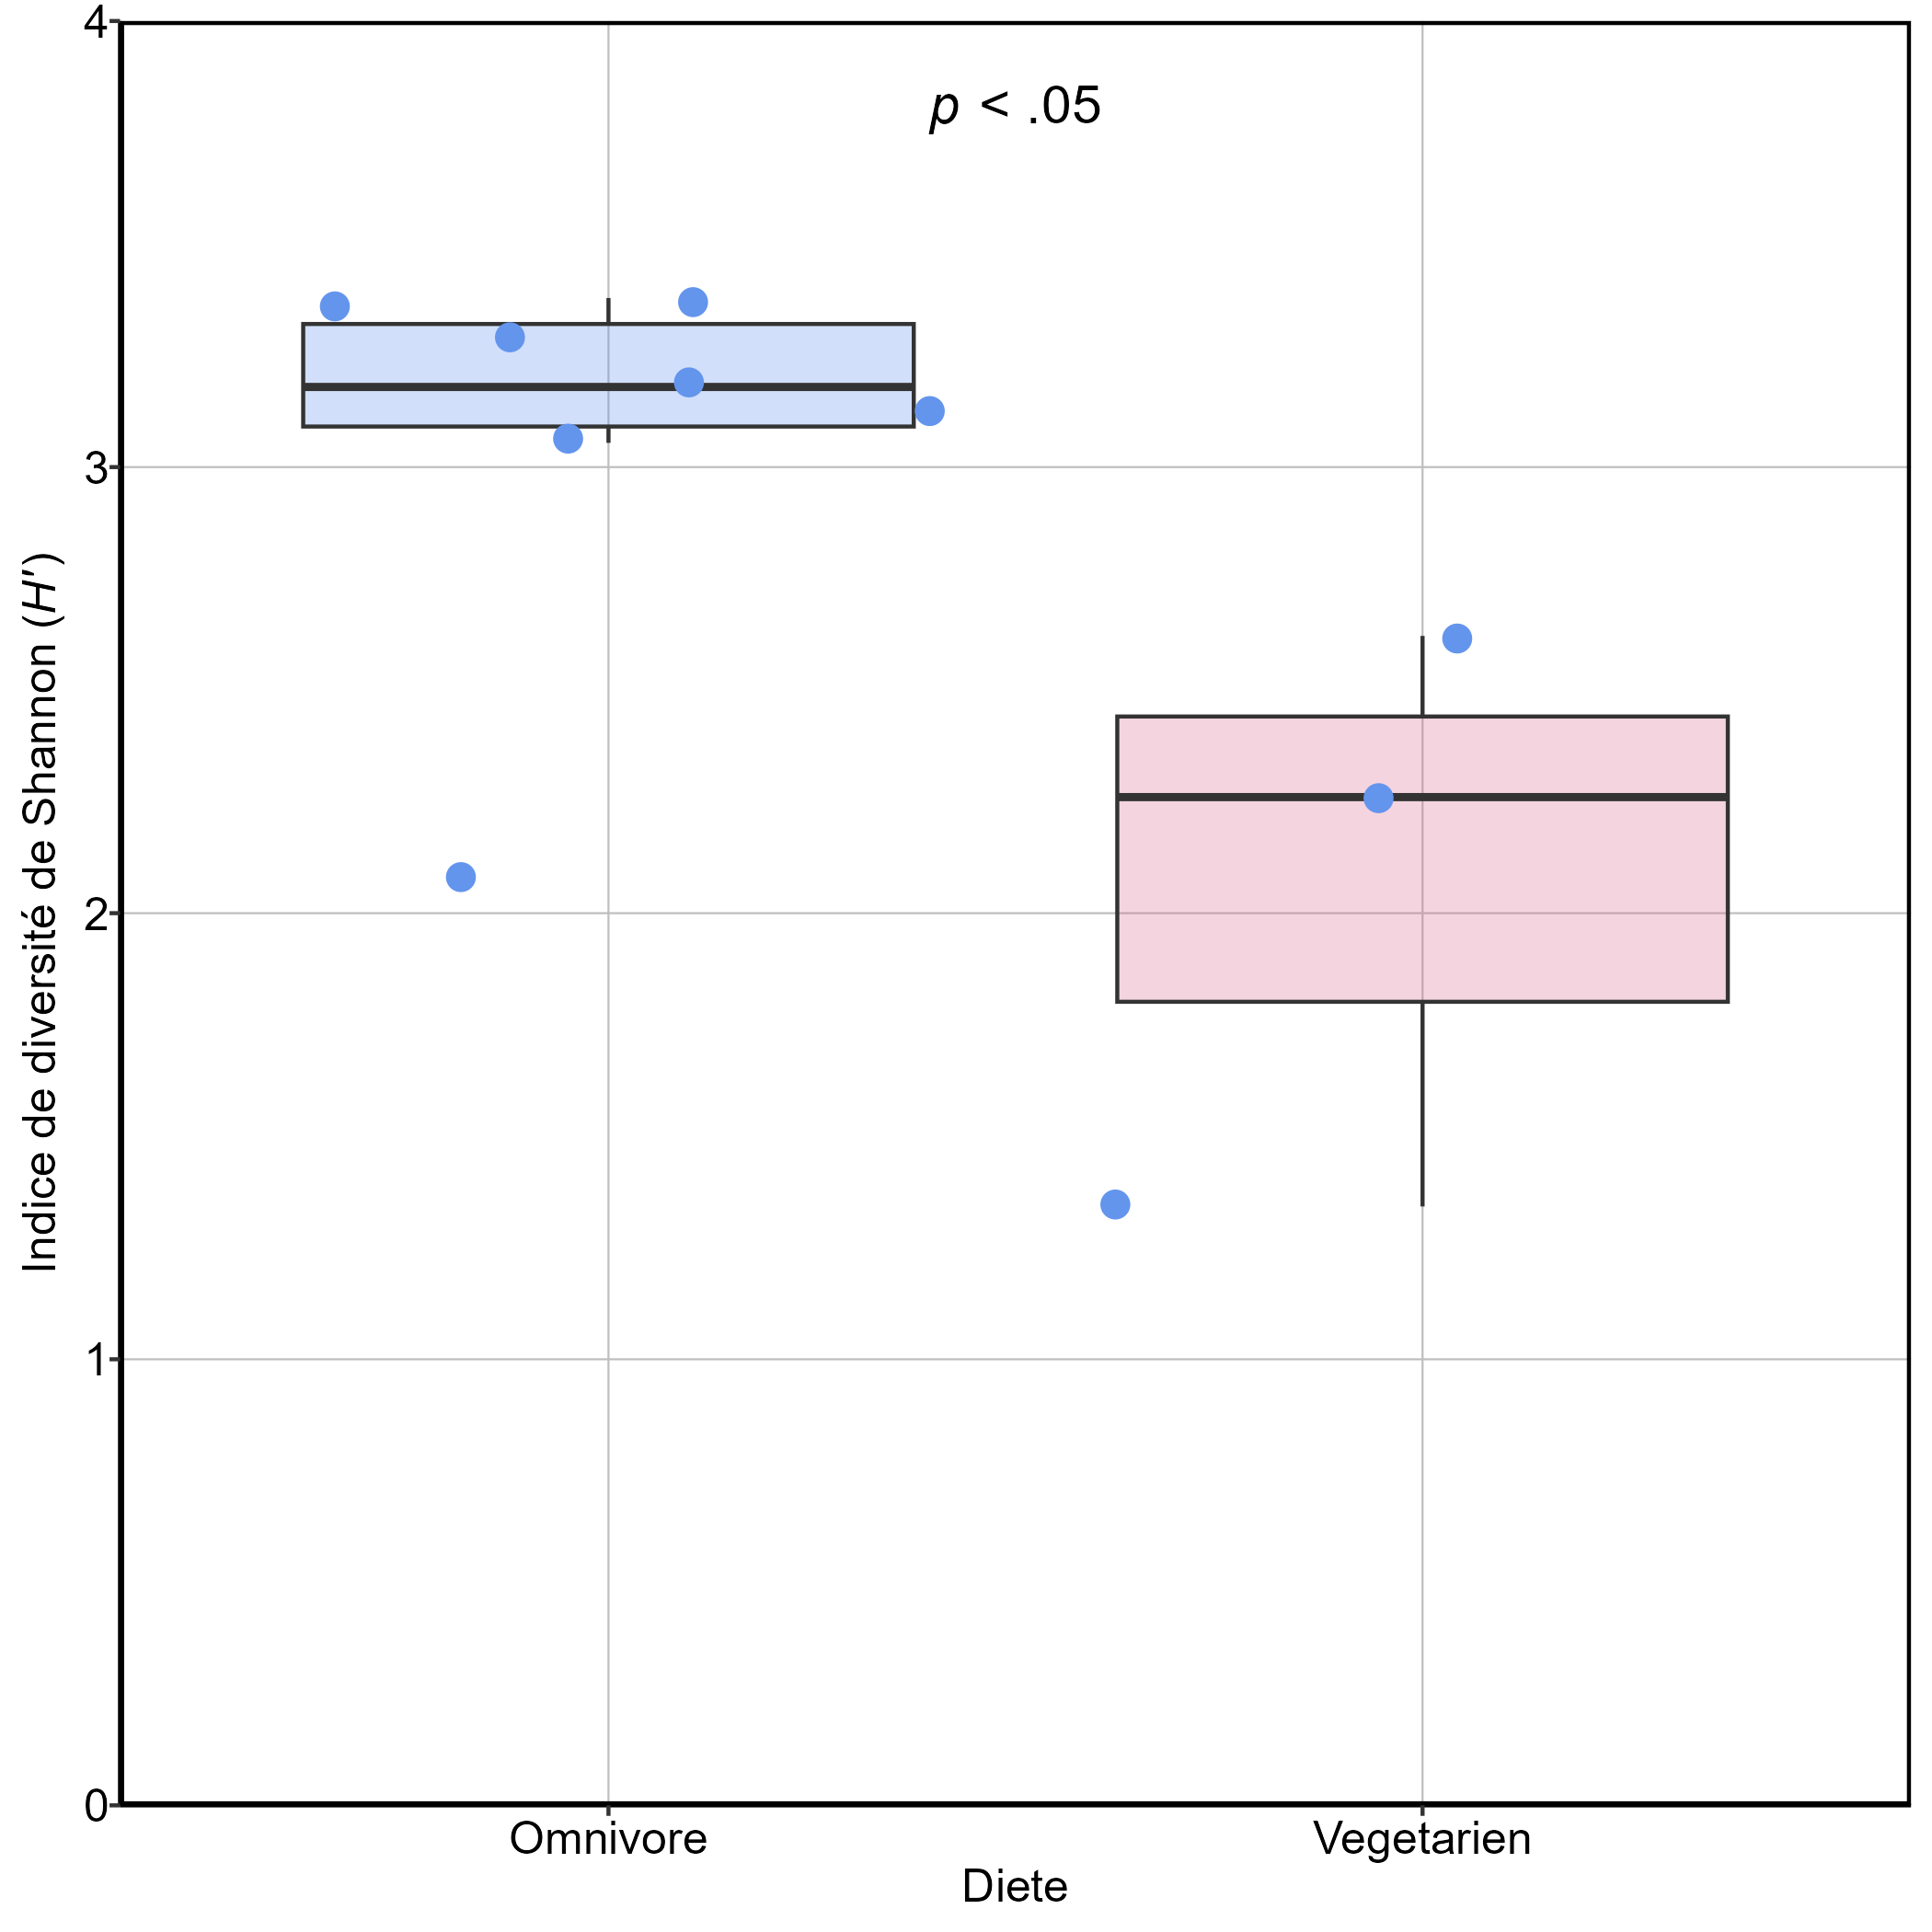 p < .05
Indice de diversité de Shannon (H')
4
3
2
1
0
Omnivore
Vegetarien
Diete